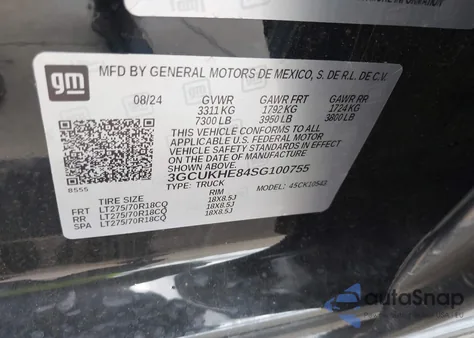 INFORMATION
gm
MFD BY GENERAL MOTORS DE MEXICO, S. DE R.L. DE C.V.
08/24 GVWR GAWR FRT GAWR RR
3311 KG 1792 KG 1724 KG
7300 LB 3950 LB 3800 LB
THIS VEHICLE CONFORMS TO ALL APPLICABLE
U.S. FEDERAL MOTOR VEHICLE SAFETY STANDARDS
IN EFFECT ON THE DATE OF MANUFACTURE
SHOWN ABOVE.
3GCUKHE84SG100755
TYPE: TRUCK MODEL: 4SCK10543
B555
TIRE SIZE RIM
FRT LT275/70R18CQ 18X8.5J
RR LT275/70R18CQ 18X8.5J
SPA LT275/70R18CQ 18X8.5J
autoSnap